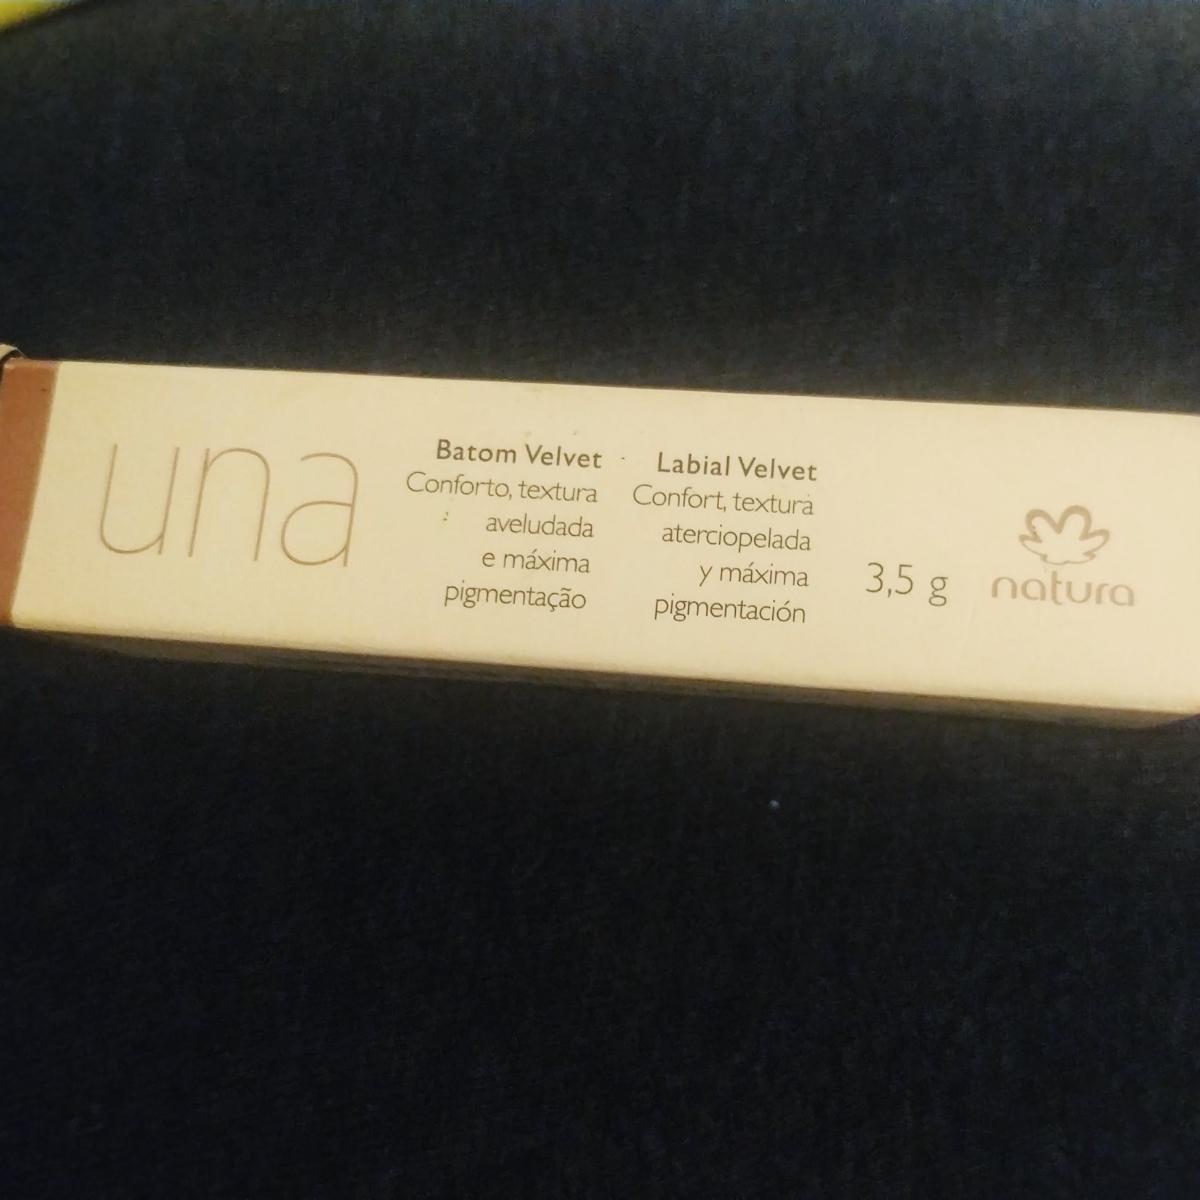 una
Batom Velvet
Conforto, textura
aveludada
e máxima
pigmentação
Labial Velvet
Confort, textura
aterciopelada
y máxima
pigmentación
3,5 g
natura